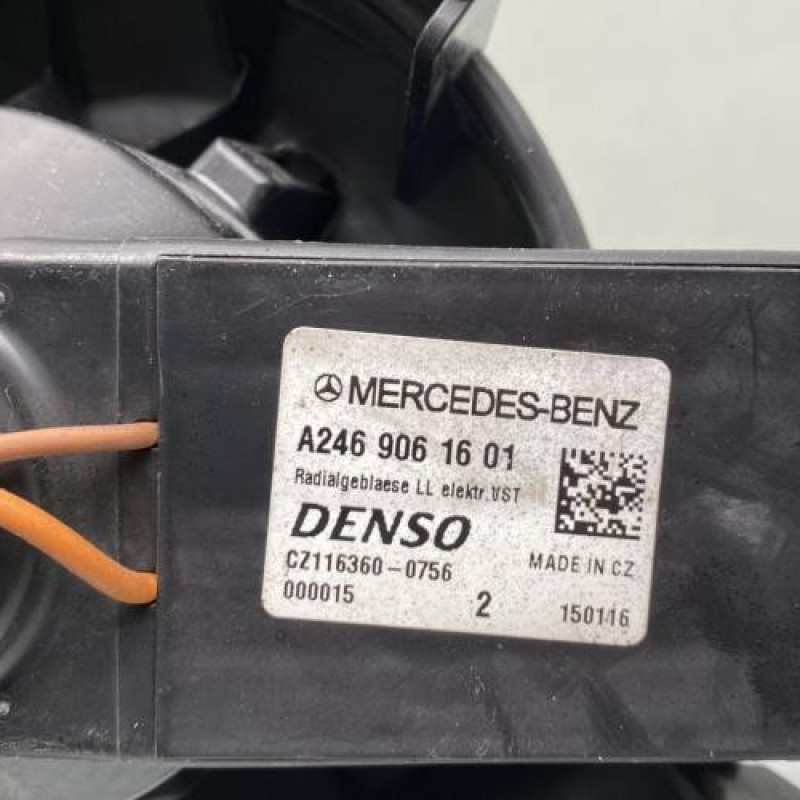 MERCEDES-BENZ
A246 906 16 01
Radialgeblaese LL elektr.VST
DENSO
CZ116360-0756
MADE IN CZ
000015
2
150116